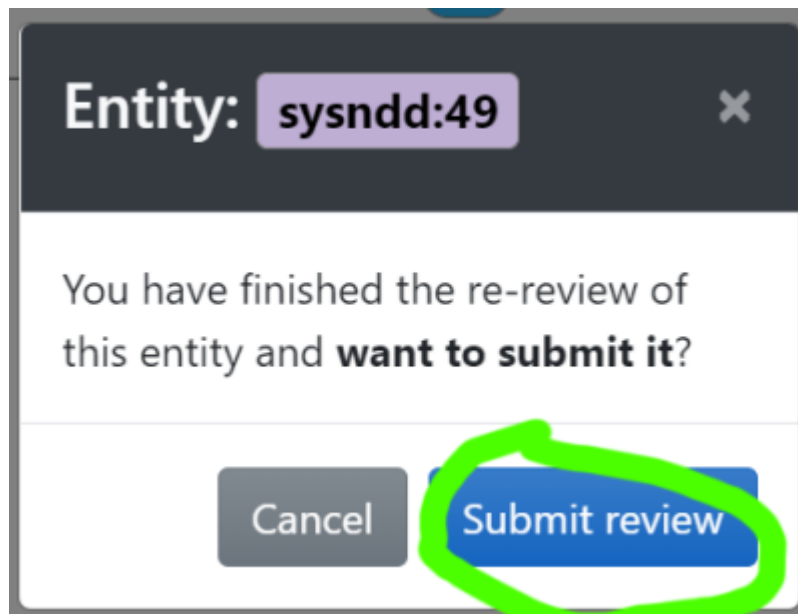 Entity: sysndd:49 ×
You have finished the re-review of
this entity and want to submit it?
Cancel Submit review